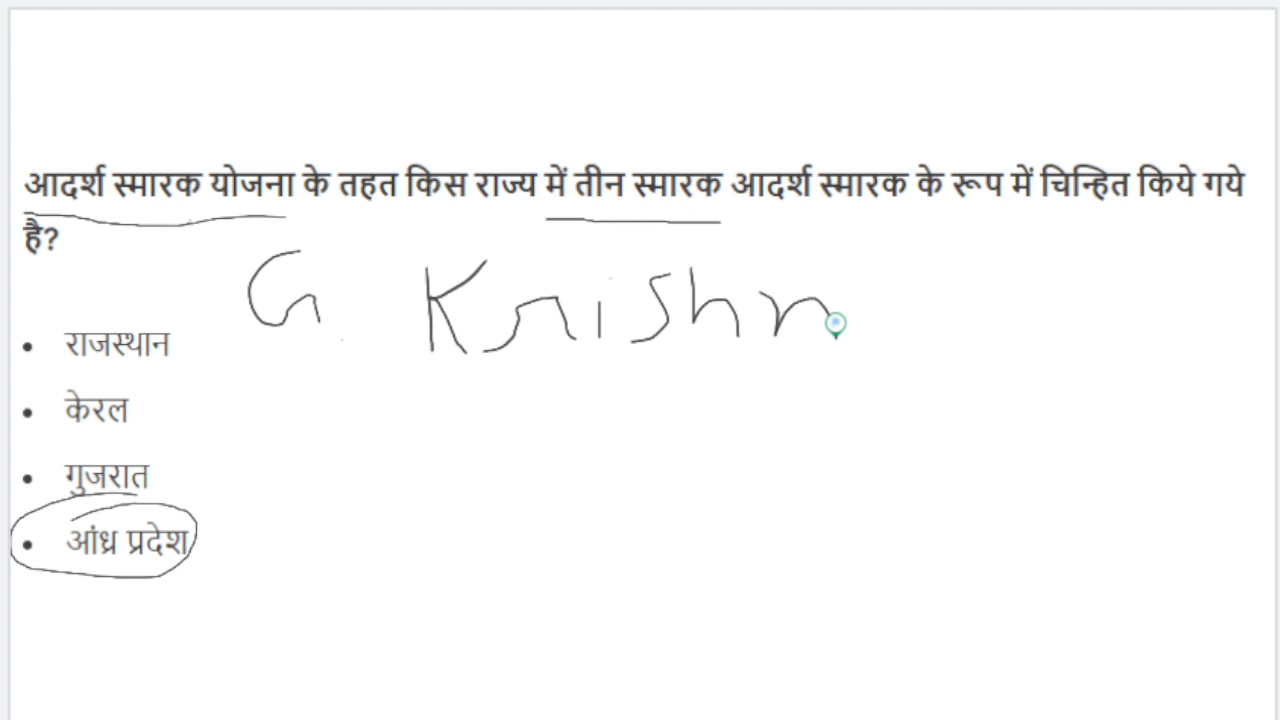 आदर्श स्मारक योजना के तहत किस राज्य में तीन स्मारक आदर्श स्मारक के रूप में चिन्हित किये गये
है?
G. Krishn
• राजस्थान
• केरल
• गुजरात
• आंध्र प्रदेश